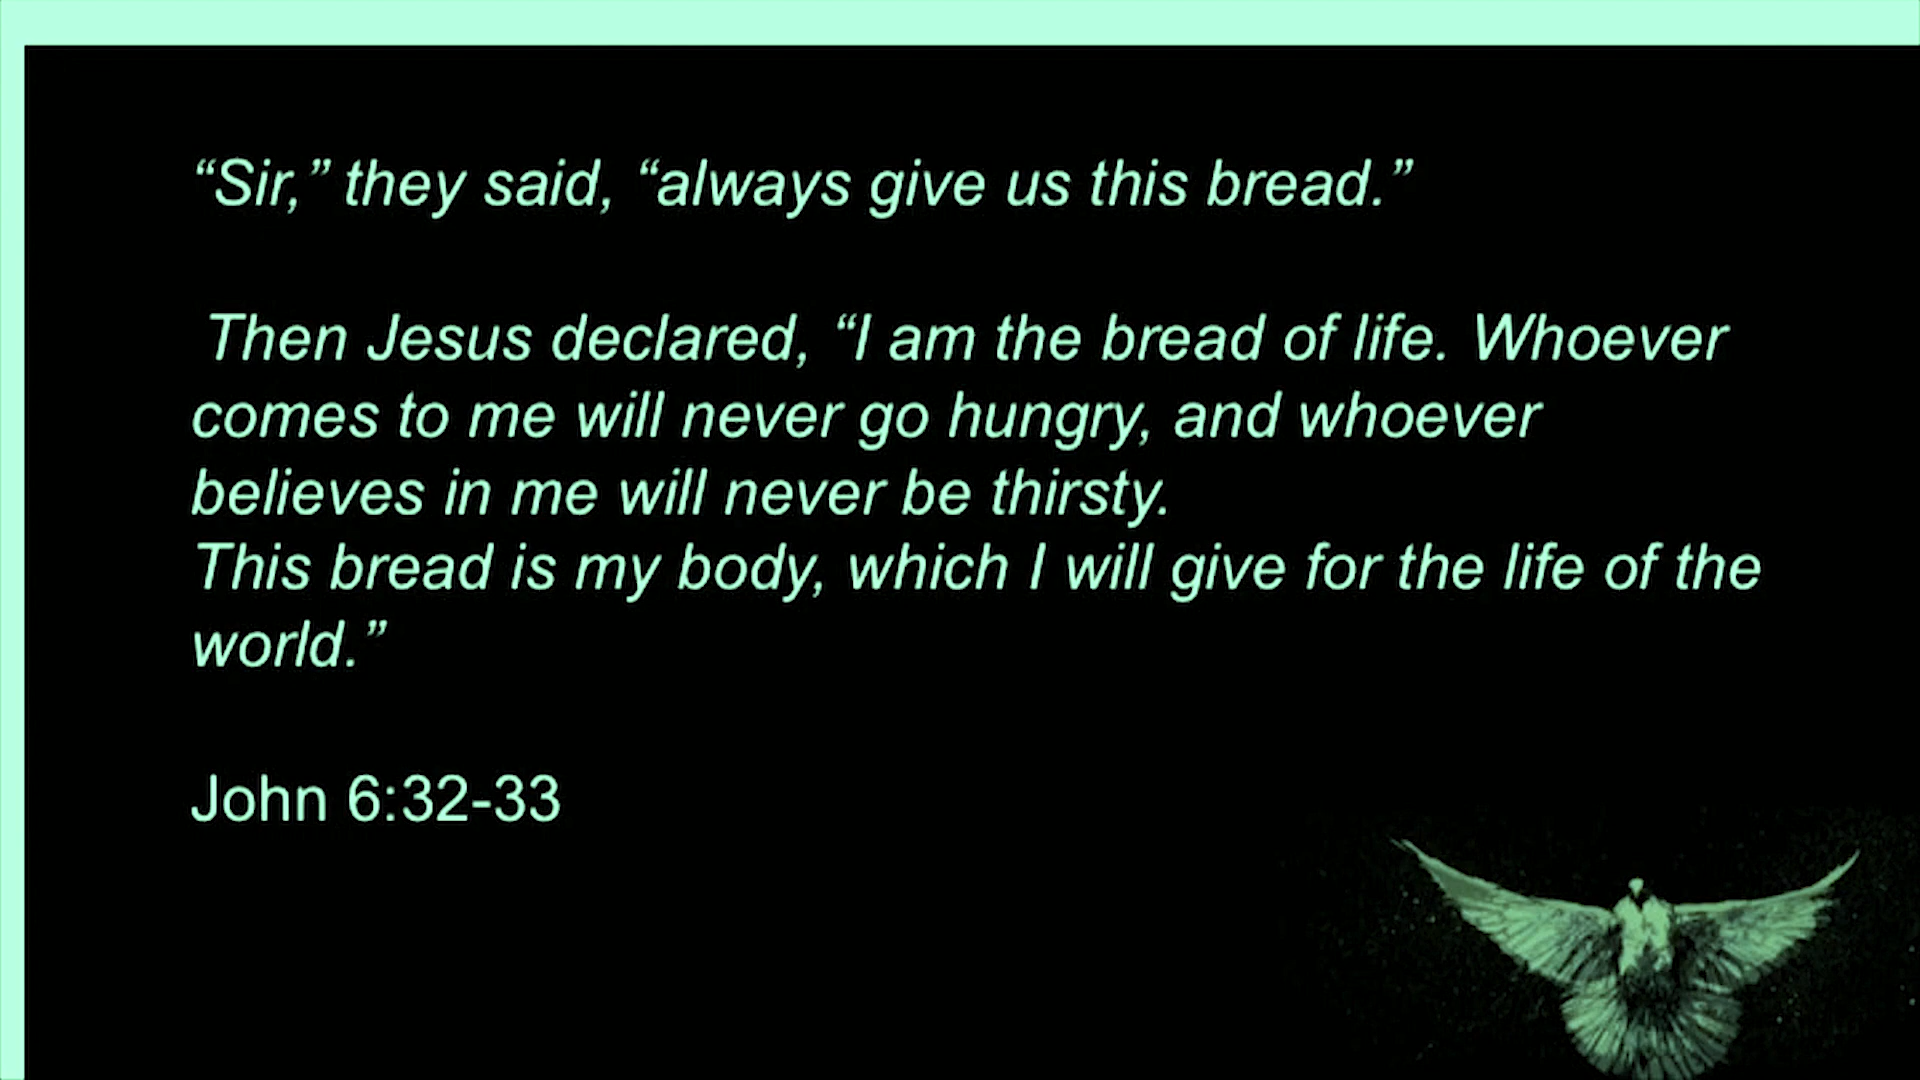 “Sir,” they said, “always give us this bread.”
Then Jesus declared, “I am the bread of life. Whoever
comes to me will never go hungry, and whoever
believes in me will never be thirsty.
This bread is my body, which I will give for the life of the
world.”
John 6:32-33